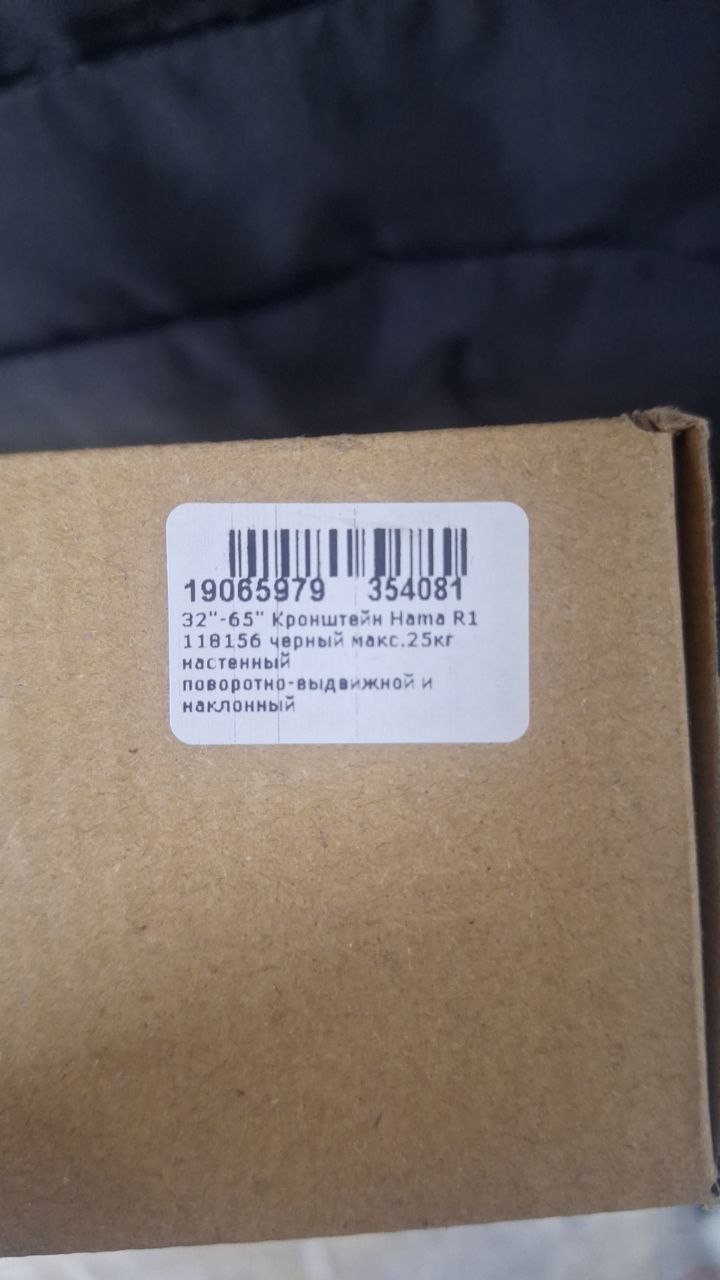 19065979 354081
32"-65" Кронштейн Hama R1
118156 черный макс.25кг
настенный
поворотно-выдвижной и
наклонный